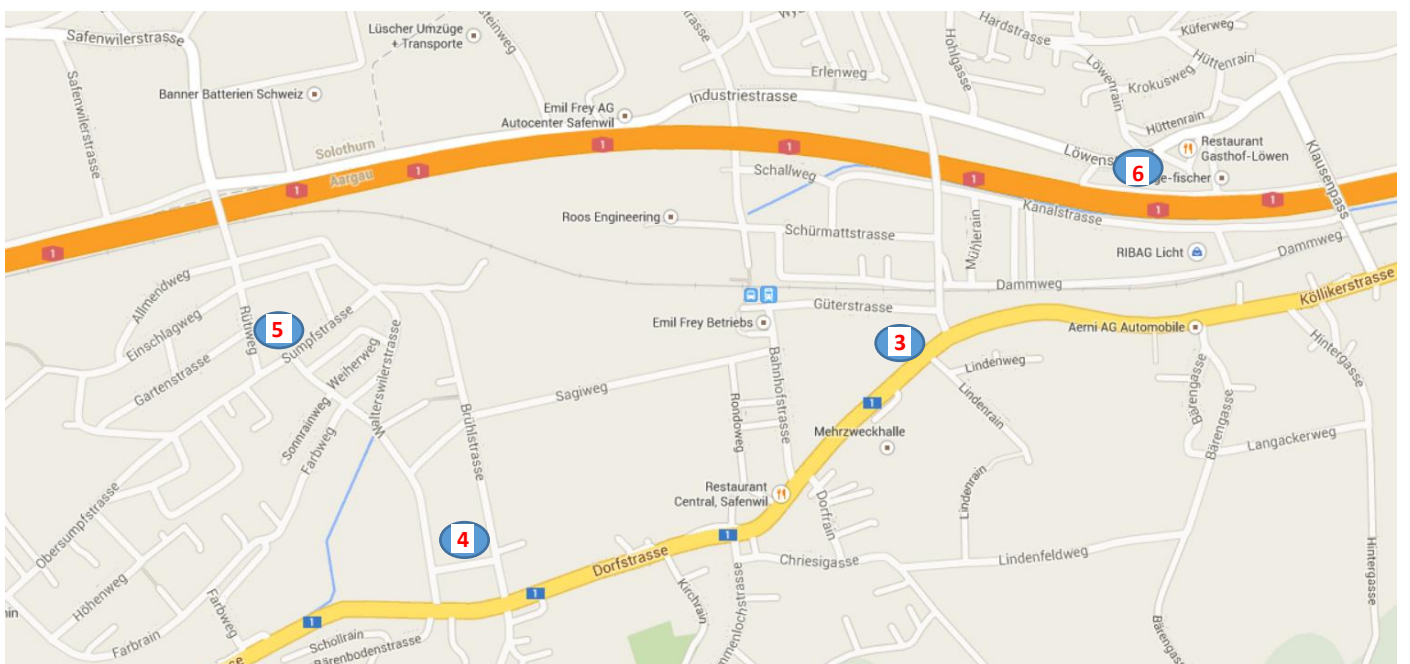 Safenwilerstrasse
Safenwilerstrasse
Lüscher Umzüge
+ Transporte
Banner Batterien Schweiz
Emil Frey AG
Autocenter Safenwil
Industriestrasse
Erlenweg
Hohlgasse
Hardstrasse
Küferweg
Hüttenrain
Krokusweg
Löwenrain
Hüttenrain
Restaurant
Gasthof-Löwen
Klausenpass
6
Solothurn
Aargau
1
1
1
1
1
1
1
1
1
Schallweg
Kanalstrasse
Roos Engineering
Schürmattstrasse
Mühlerain
RIBAG Licht
Dammweg
Dammweg
Köllikerstrasse
Allmendweg
Einschlagweg
Rütiweg
5
Sumpfstrasse
Gartenstrasse
Weiherweg
Walterswilerstrasse
Sonnrainweg
Farbweg
Brühlstrasse
Sagiweg
Emil Frey Betriebs
Güterstrasse
3
Aerni AG Automobile
Bahnhofstrasse
Rondoweg
Lindenweg
Lindenrain
1
Mehrzweckhalle
Bärengasse
Bärengasse
Hintergasse
Langackerweg
Restaurant
Central, Safenwil
Dorfrain
Lindenrain
4
1
Dorfstrasse
Chriesigasse
Lindenfeldweg
Hintergasse
Obersumpfstrasse
Höhenweg
Farbweg
Farbrain
1
1
Kirchrain
Schollrain
Bärenbodenstrasse
Bärengasse